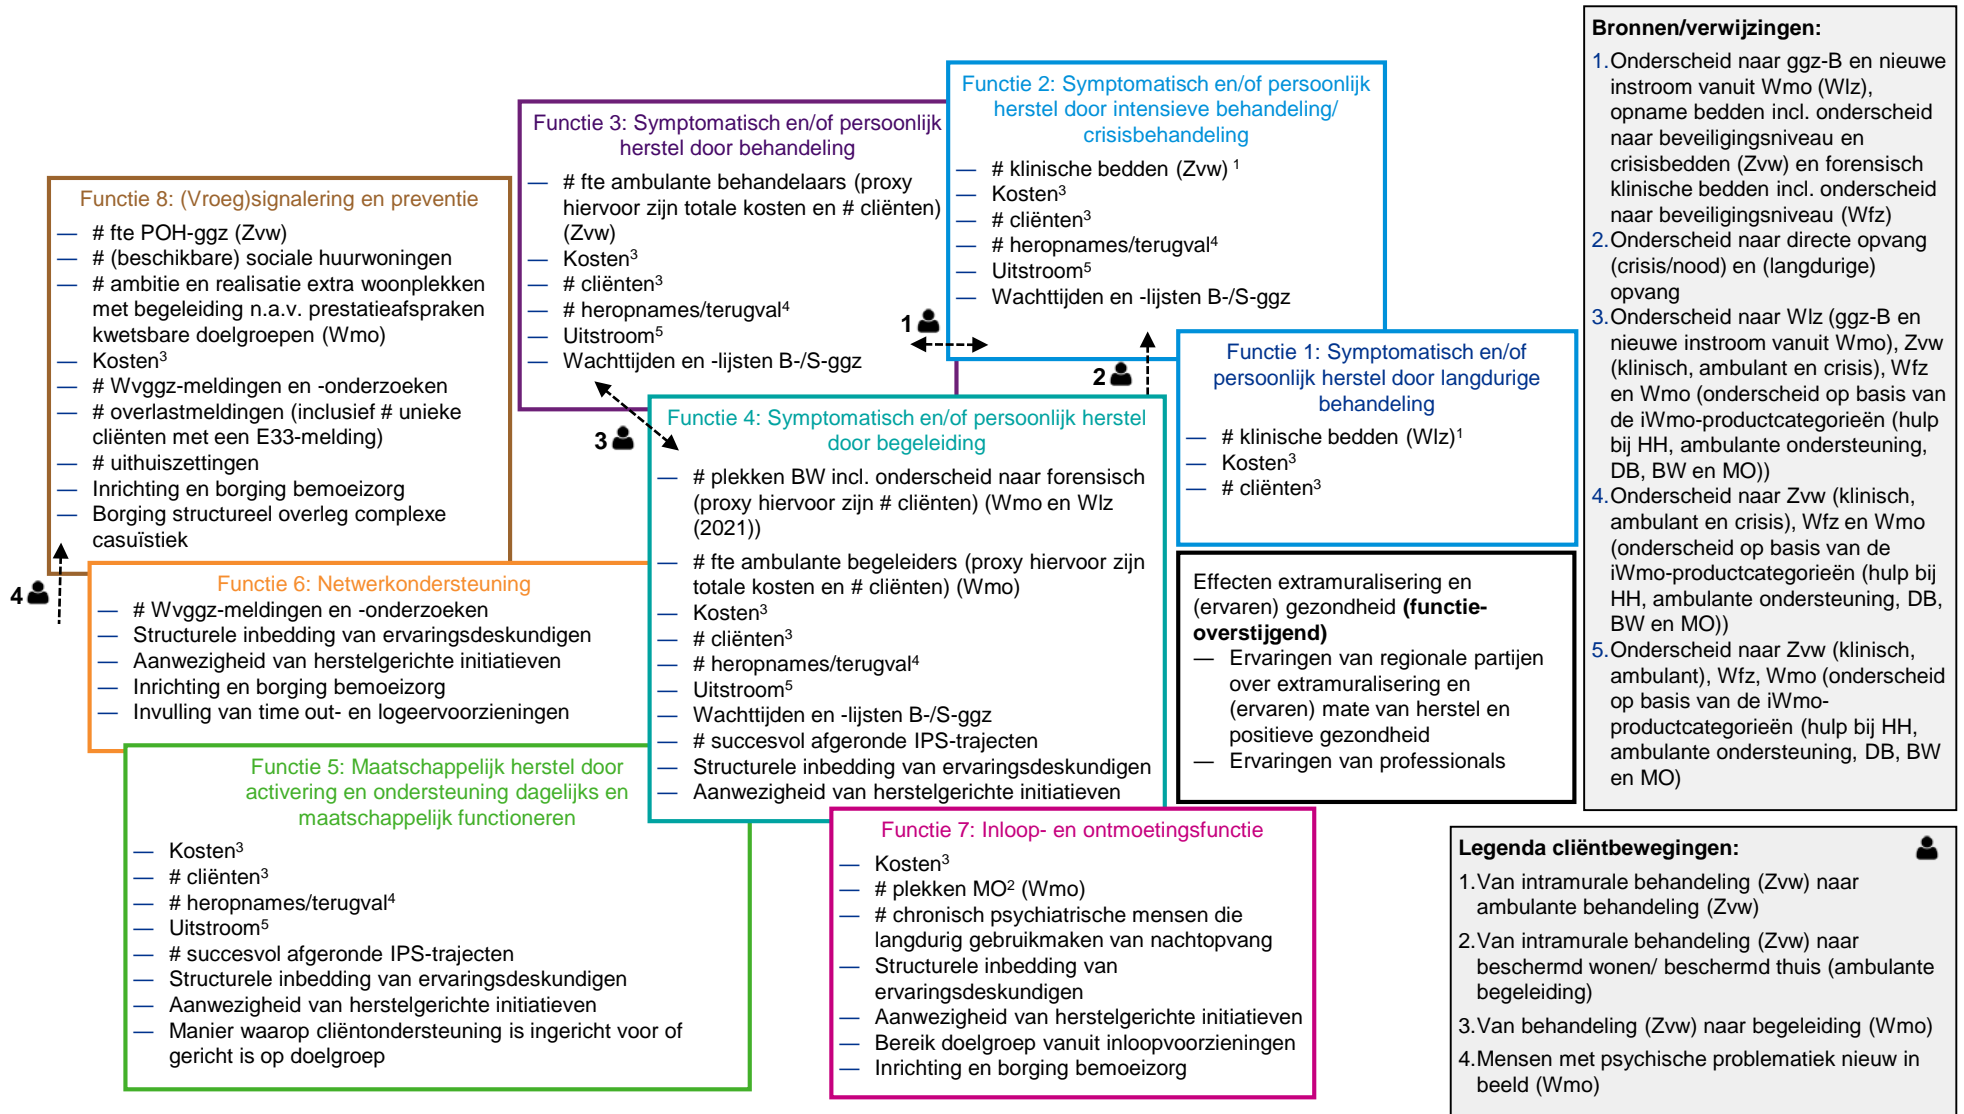 Functie 8: (Vroeg)signalering en preventie
— # fte POH-ggz (Zvw)
— # (beschikbare) sociale huurwoningen
— # ambitie en realisatie extra woonplekken
met begeleiding n.a.v. prestatieafspraken
kwetsbare doelgroepen (Wmo)
— Kosten3
— # Wvggz-meldingen en -onderzoeken
— # overlastmeldingen (inclusief # unieke
cliënten met een E33-melding)
— # uithuiszettingen
— Inrichting en borging bemoeizorg
— Borging structureel overleg complexe
casuïstiek
4
Functie 3: Symptomatisch en/of persoonlijk
herstel door behandeling
— # fte ambulante behandelaars (proxy
hiervoor zijn totale kosten en # cliënten)
(Zvw)
— Kosten3
— # cliënten3
— # heropnames/terugval4
— Uitstroom5
— Wachttijden en -lijsten B-/S-ggz
Functie 2: Symptomatisch en/of persoonlijk
herstel door intensieve behandeling/
crisisbehandeling
— # klinische bedden (Zvw) 1
— Kosten3
— # cliënten3
— # heropnames/terugval4
— Uitstroom5
— Wachttijden en -lijsten B-/S-ggz
1
2
3
Functie 1: Symptomatisch en/of
persoonlijk herstel door langdurige
behandeling
— # klinische bedden (Wlz)1
— Kosten3
— # cliënten3
Functie 4: Symptomatisch en/of persoonlijk herstel
door begeleiding
— # plekken BW incl. onderscheid naar forensisch
(proxy hiervoor zijn # cliënten) (Wmo en Wlz
(2021))
— # fte ambulante begeleiders (proxy hiervoor zijn
totale kosten en # cliënten) (Wmo)
— Kosten3
— # cliënten3
— # heropnames/terugval4
— Uitstroom5
— Wachttijden en -lijsten B-/S-ggz
— # succesvol afgeronde IPS-trajecten
— Structurele inbedding van ervaringsdeskundigen
— Aanwezigheid van herstelgerichte initiatieven
Functie 6: Netwerkondersteuning
— # Wvggz-meldingen en -onderzoeken
— Structurele inbedding van ervaringsdeskundigen
— Aanwezigheid van herstelgerichte initiatieven
— Inrichting en borging bemoeizorg
— Invulling van time out- en logeervoorzieningen
Functie 5: Maatschappelijk herstel door
activering en ondersteuning dagelijks en
maatschappelijk functioneren
— Kosten3
— # cliënten3
— # heropnames/terugval4
— Uitstroom5
— # succesvol afgeronde IPS-trajecten
— Structurele inbedding van ervaringsdeskundigen
— Aanwezigheid van herstelgerichte initiatieven
— Manier waarop cliëntondersteuning is ingericht voor of
gericht is op doelgroep
Functie 7: Inloop- en ontmoetingsfunctie
— Kosten3
— # plekken MO2 (Wmo)
— # chronisch psychiatrische mensen die
langdurig gebruikmaken van nachtopvang
— Structurele inbedding van
ervaringsdeskundigen
— Aanwezigheid van herstelgerichte initiatieven
— Bereik doelgroep vanuit inloopvoorzieningen
— Inrichting en borging bemoeizorg
Effecten extramuralisering en
(ervaren) gezondheid (functie-
overstijgend)
— Ervaringen van regionale partijen
over extramuralisering en
(ervaren) mate van herstel en
positieve gezondheid
— Ervaringen van professionals
Bronnen/verwijzingen:
1.Onderscheid naar ggz-B en nieuwe
instroom vanuit Wmo (Wlz),
opname bedden incl. onderscheid
naar beveiligingsniveau en
crisisbedden (Zvw) en forensisch
klinische bedden incl. onderscheid
naar beveiligingsniveau (Wfz)
2.Onderscheid naar directe opvang
(crisis/nood) en (langdurige)
opvang
3.Onderscheid naar Wlz (ggz-B en
nieuwe instroom vanuit Wmo), Zvw
(klinisch, ambulant en crisis), Wfz
en Wmo (onderscheid op basis van
de iWmo-productcategorieën (hulp
bij HH, ambulante ondersteuning,
DB, BW en MO))
4.Onderscheid naar Zvw (klinisch,
ambulant en crisis), Wfz en Wmo
(onderscheid op basis van de
iWmo-productcategorieën (hulp bij
HH, ambulante ondersteuning, DB,
BW en MO))
5.Onderscheid naar Zvw (klinisch,
ambulant), Wfz, Wmo (onderscheid
op basis van de iWmo-
productcategorieën (hulp bij HH,
ambulante ondersteuning, DB, BW
en MO)
Legenda cliëntbewegingen:
1.Van intramurale behandeling (Zvw) naar
ambulante behandeling (Zvw)
2.Van intramurale behandeling (Zvw) naar
beschermd wonen/ beschermd thuis (ambulante
begeleiding)
3.Van behandeling (Zvw) naar begeleiding (Wmo)
4.Mensen met psychische problematiek nieuw in
beeld (Wmo)